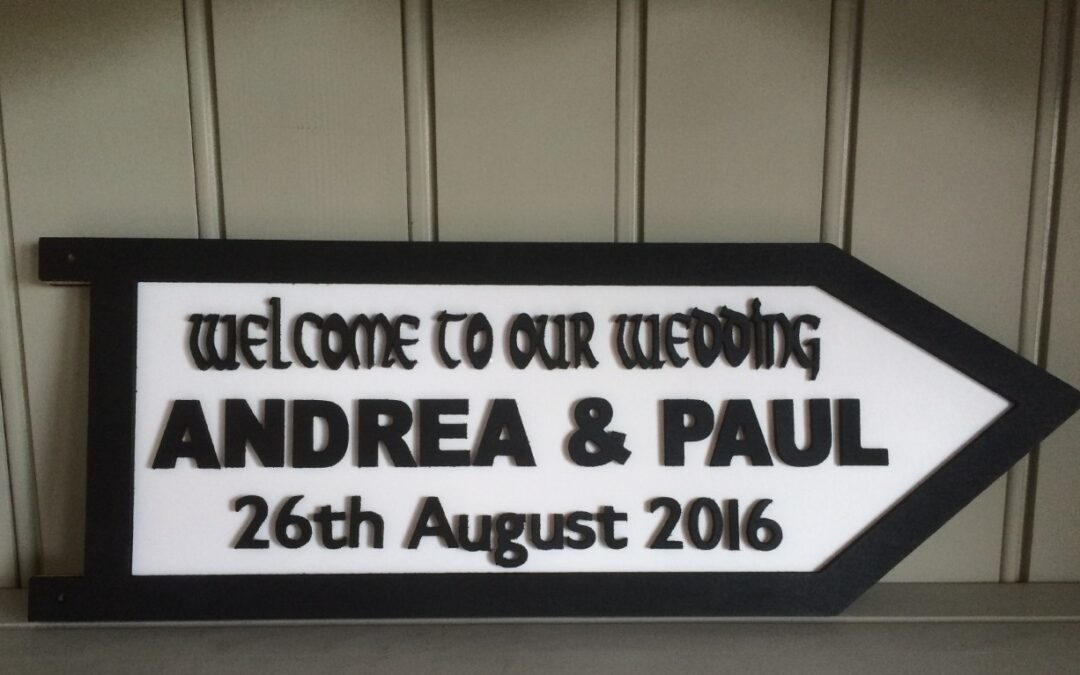 Welcome to our wedding
ANDREA & PAUL
26th August 2016